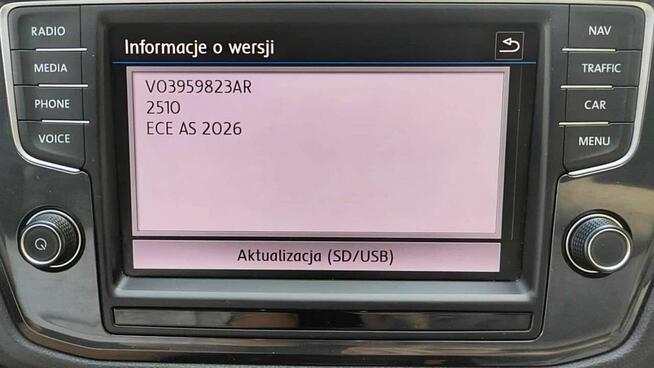 RADIO
MEDIA
PHONE
VOICE
Informacje o wersji
V03959823AR
2510
ECE AS 2026
Aktualizacja (SD/USB)
NAV
TRAFFIC
CAR
MENU